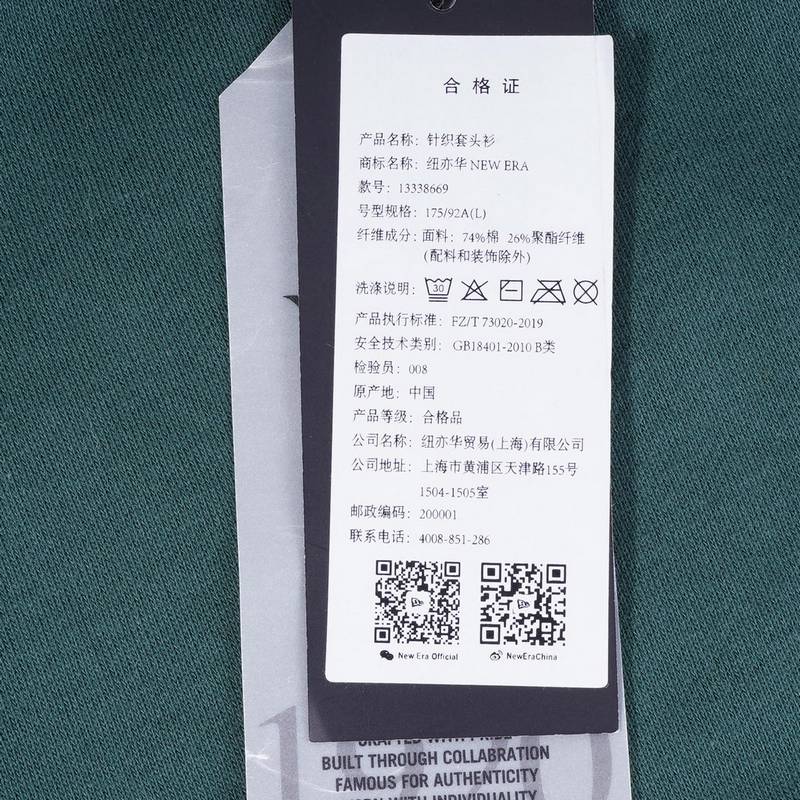 合格证
产品名称：针织套头衫
商标名称：纽亦华 NEW ERA
款号：13338669
号型规格：175/92A(L)
纤维成分：面料：74%棉 26%聚酯纤维
(配料和装饰除外)
洗涤说明：30
产品执行标准：FZ/T 73020-2019
安全技术类别：GB18401-2010 B类
检验员：008
原产地：中国
产品等级：合格品
公司名称：纽亦华贸易(上海)有限公司
公司地址：上海市黄浦区天津路155号
1504-1505室
邮政编码：200001
联系电话：4008-851-286
New Era Official NewEraChina
CRAFTED WITH PRIDE
BUILT THROUGH COLLABRATION
FAMOUS FOR AUTHENTICITY
WITH INDIVIDUALITY